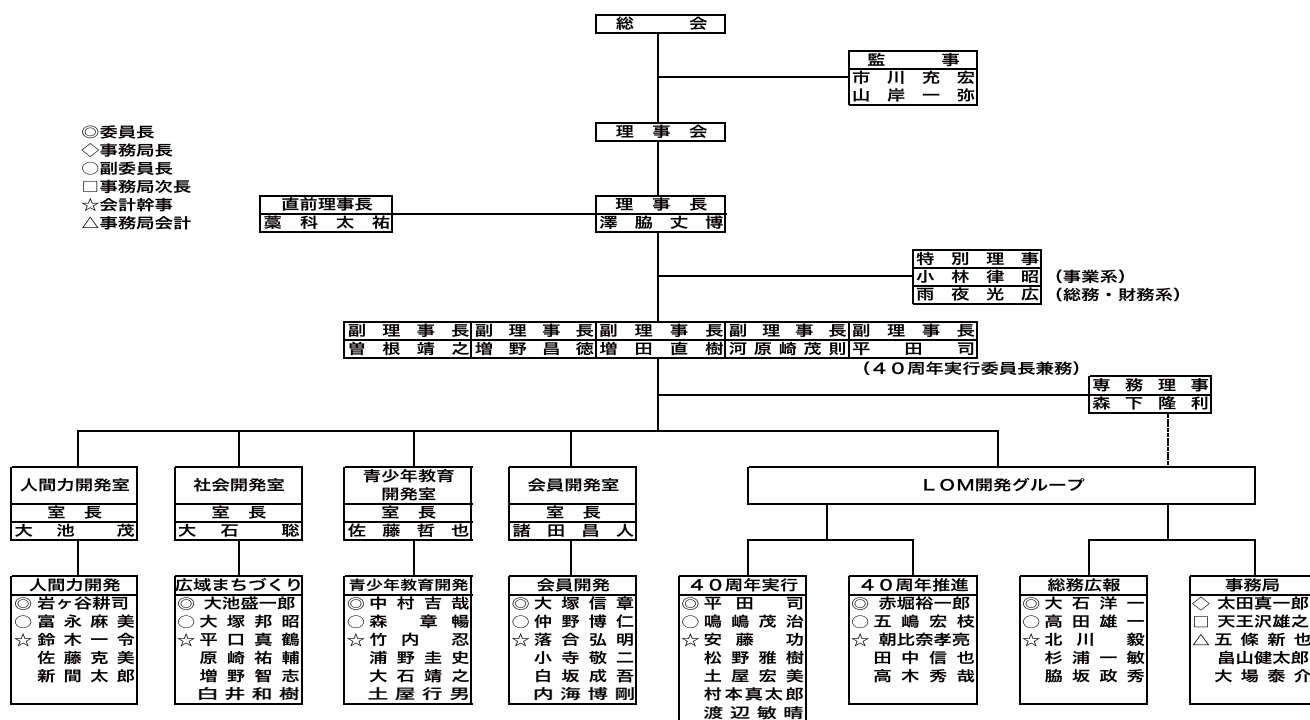 総会
監事
市川充宏
山岸一弥
理事会
◎委員長
◇事務局長
○副委員長
□事務局次長
☆会計幹事
△事務局会計
直前理事長
藁科太祐
理事長
澤脇丈博
特別理事
小林律昭 (事業系)
雨夜光広 (総務・財務系)
副理事長 副理事長 副理事長 副理事長 副理事長
曽根靖之 増野昌徳 増田直樹 河原崎茂則 平田司
(40周年実行委員長兼務)
専務理事
森下隆利
人間力開発室
室長
大池茂
社会開発室
室長
大石聡
青少年教育
開発室
室長
佐藤哲也
会員開発室
室長
諸田昌人
LOM開発グループ
人間力開発
◎岩ヶ谷耕司
○富永麻美
☆鈴木一令
佐藤克美
新間太郎
広域まちづくり
◎大池盛一郎
○大塚邦昭
☆平口真鶴
原崎祐輔
増野智志
白井和樹
青少年教育開発
◎中村吉哉
○森章暢
☆竹内忍
浦野圭史
大石靖之
土屋行男
会員開発
◎大塚信章
○仲野博仁
☆落合弘明
小寺敬二
白坂成吾
内海博剛
40周年実行
◎平田司
○鳴嶋茂治
☆安藤功
松野雅樹
土屋宏美
村本真太郎
渡辺敏晴
40周年推進
◎赤堀裕一郎
○五嶋宏枝
☆朝比奈孝亮
田中信也
高木秀哉
総務広報
◎大石洋一
○高田雄一
☆北川毅
杉浦一敏
脇坂政秀
事務局
◇太田真一郎
□天王沢雄之
△五條新也
畠山健太郎
大場泰介